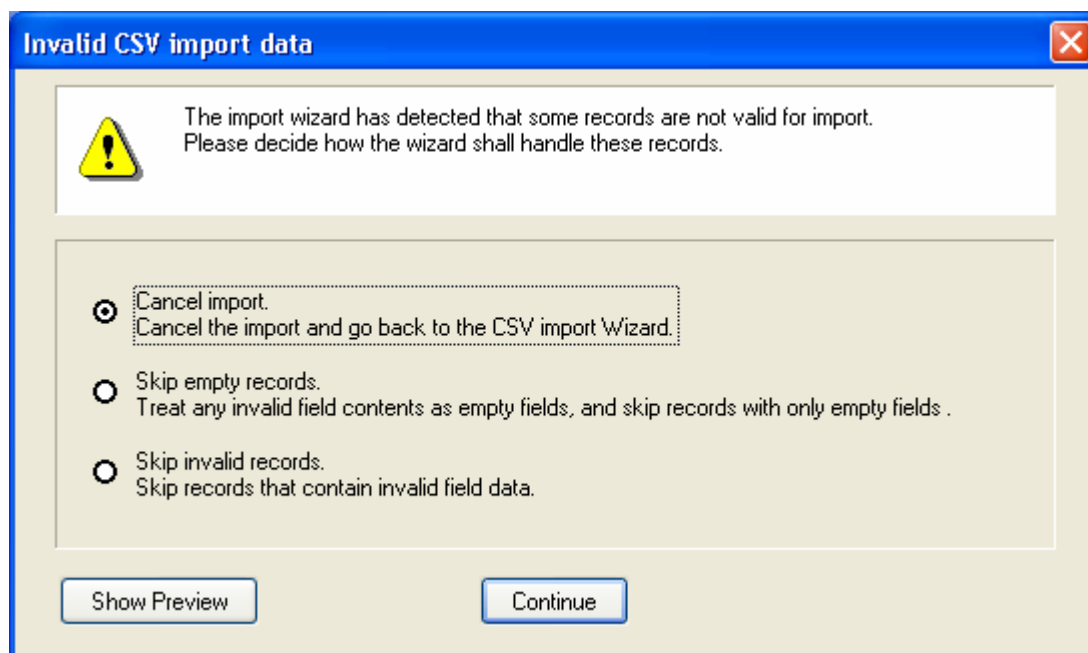 Invalid CSV import data
The import wizard has detected that some records are not valid for import.
Please decide how the wizard shall handle these records.
Cancel import.
Cancel the import and go back to the CSV import Wizard.
Skip empty records.
Treat any invalid field contents as empty fields, and skip records with only empty fields .
Skip invalid records.
Skip records that contain invalid field data.
Show Preview
Continue